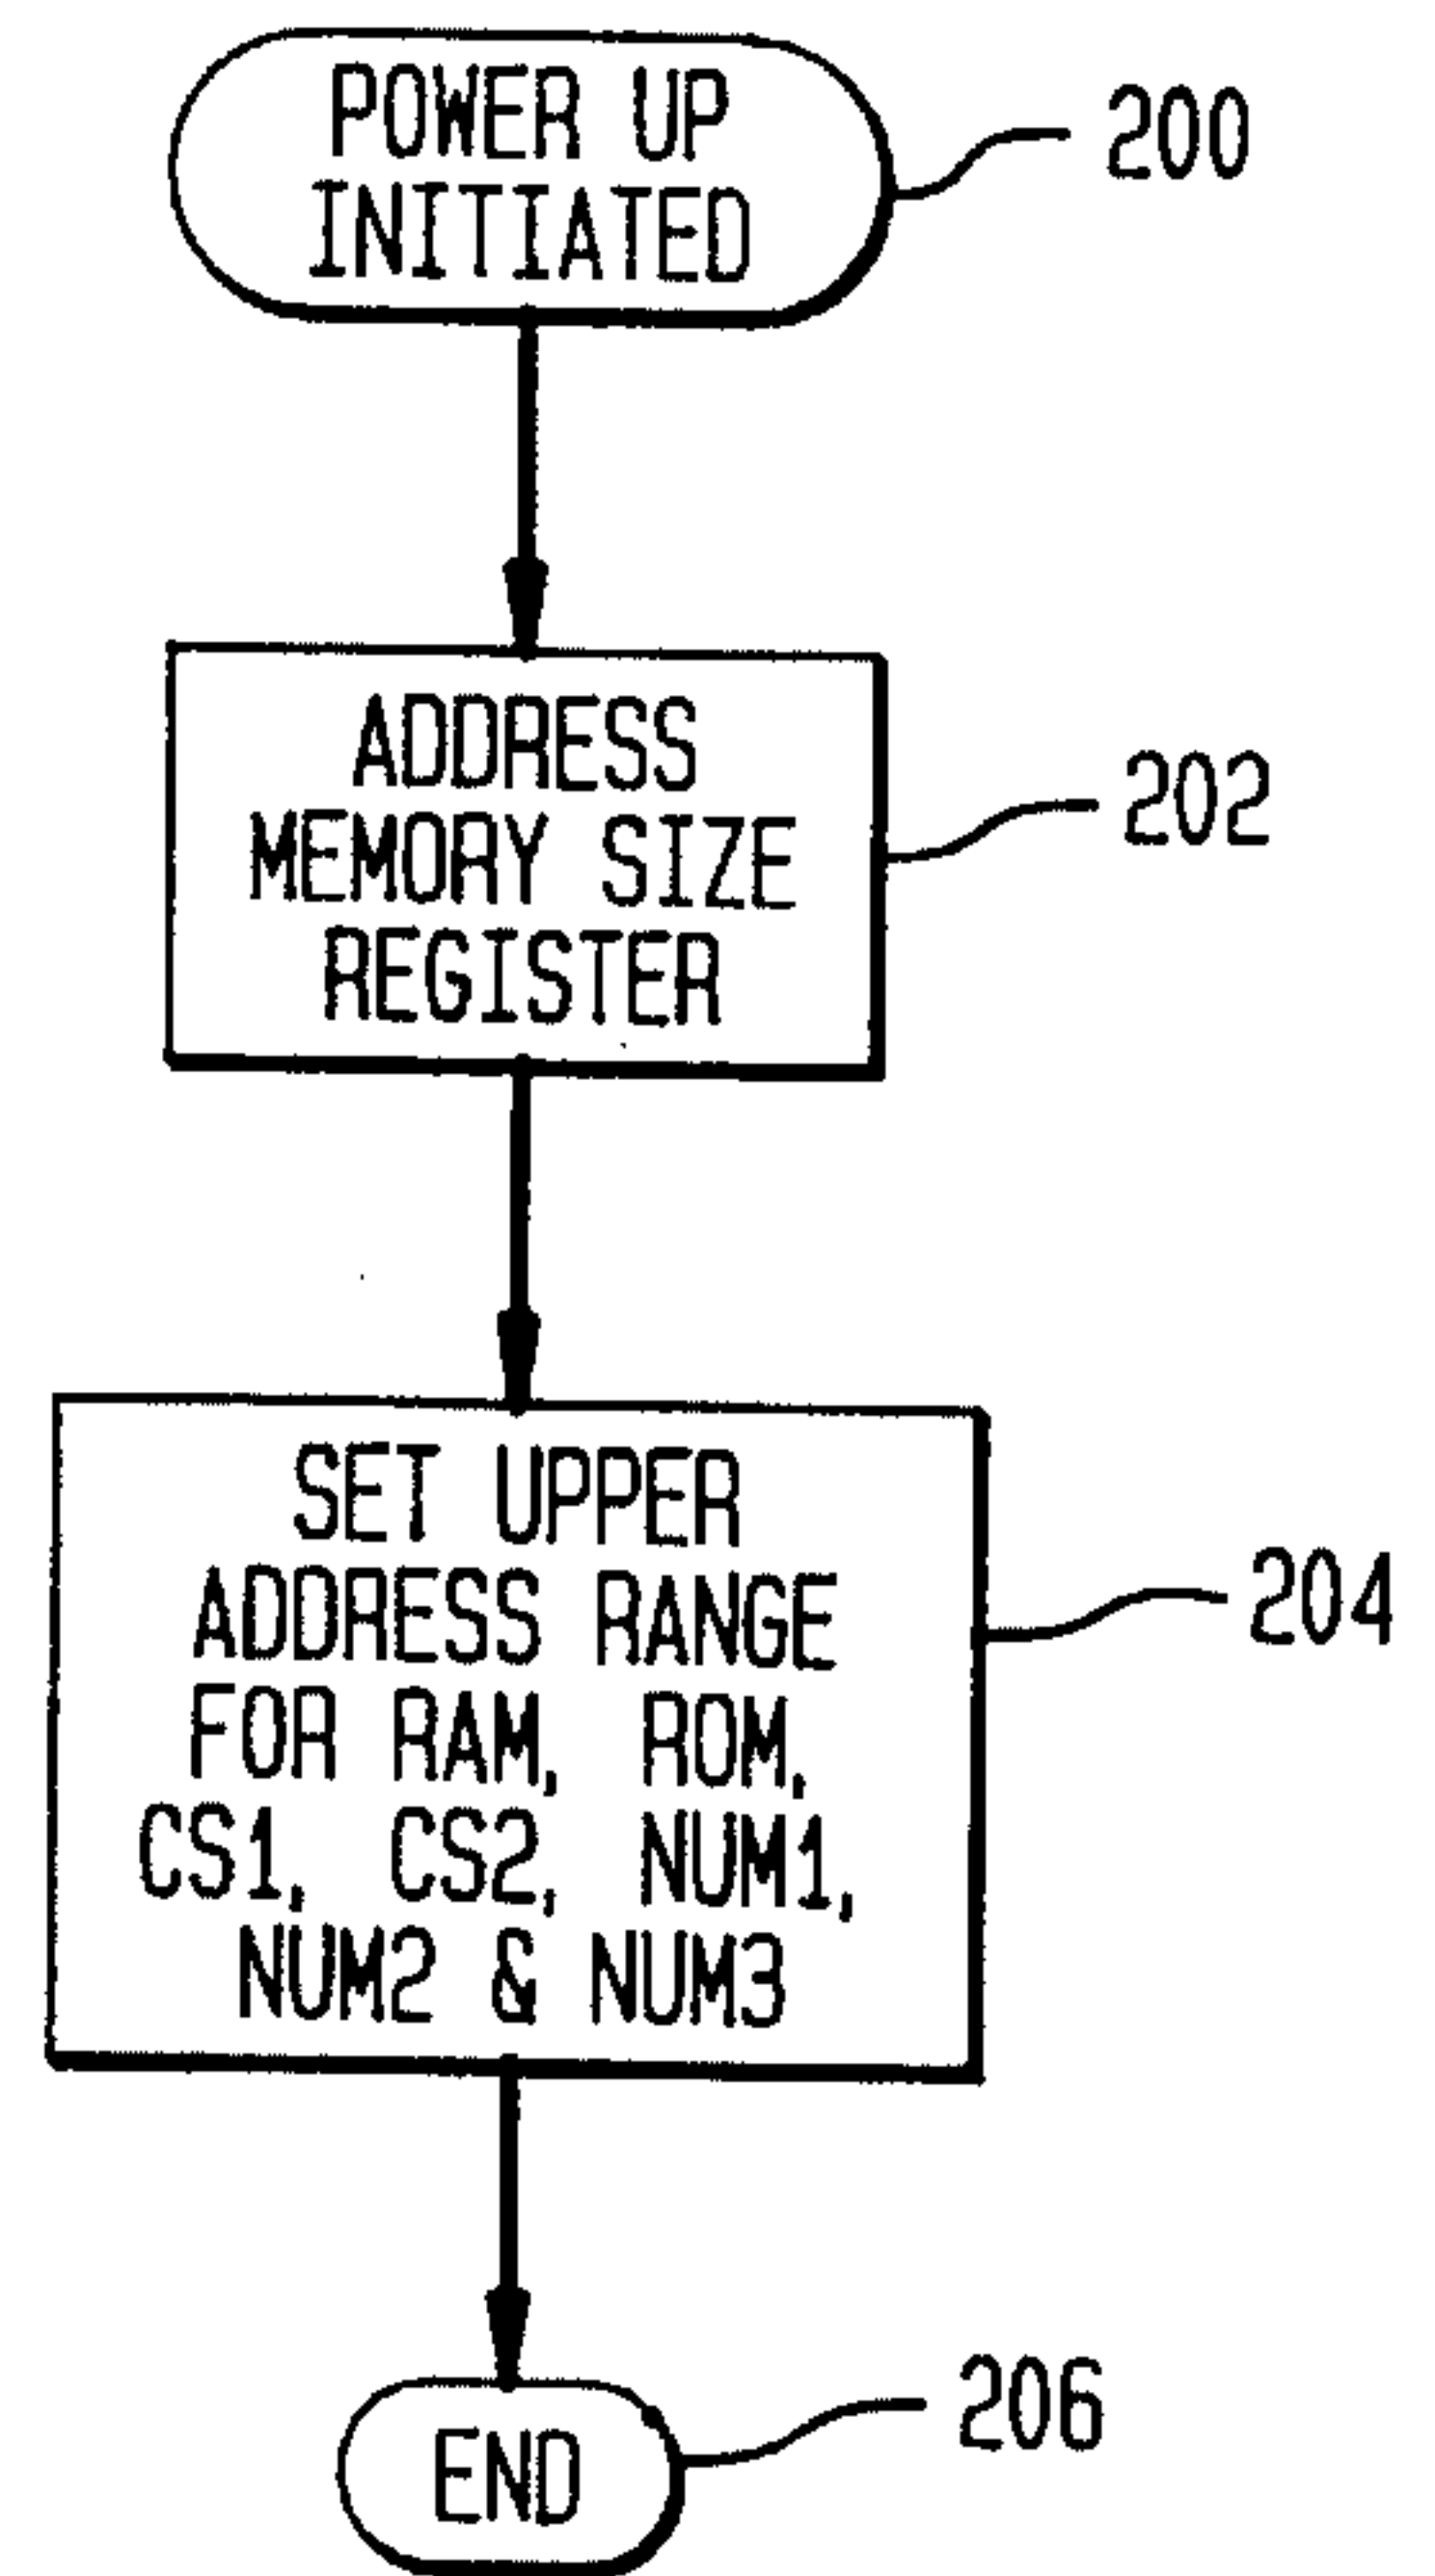 POWER UP
INITIATED
200
ADDRESS
MEMORY SIZE
REGISTER
202
SET UPPER
ADDRESS RANGE
FOR RAM, ROM,
CS1, CS2, NUM1,
NUM2 & NUM3
204
END
206